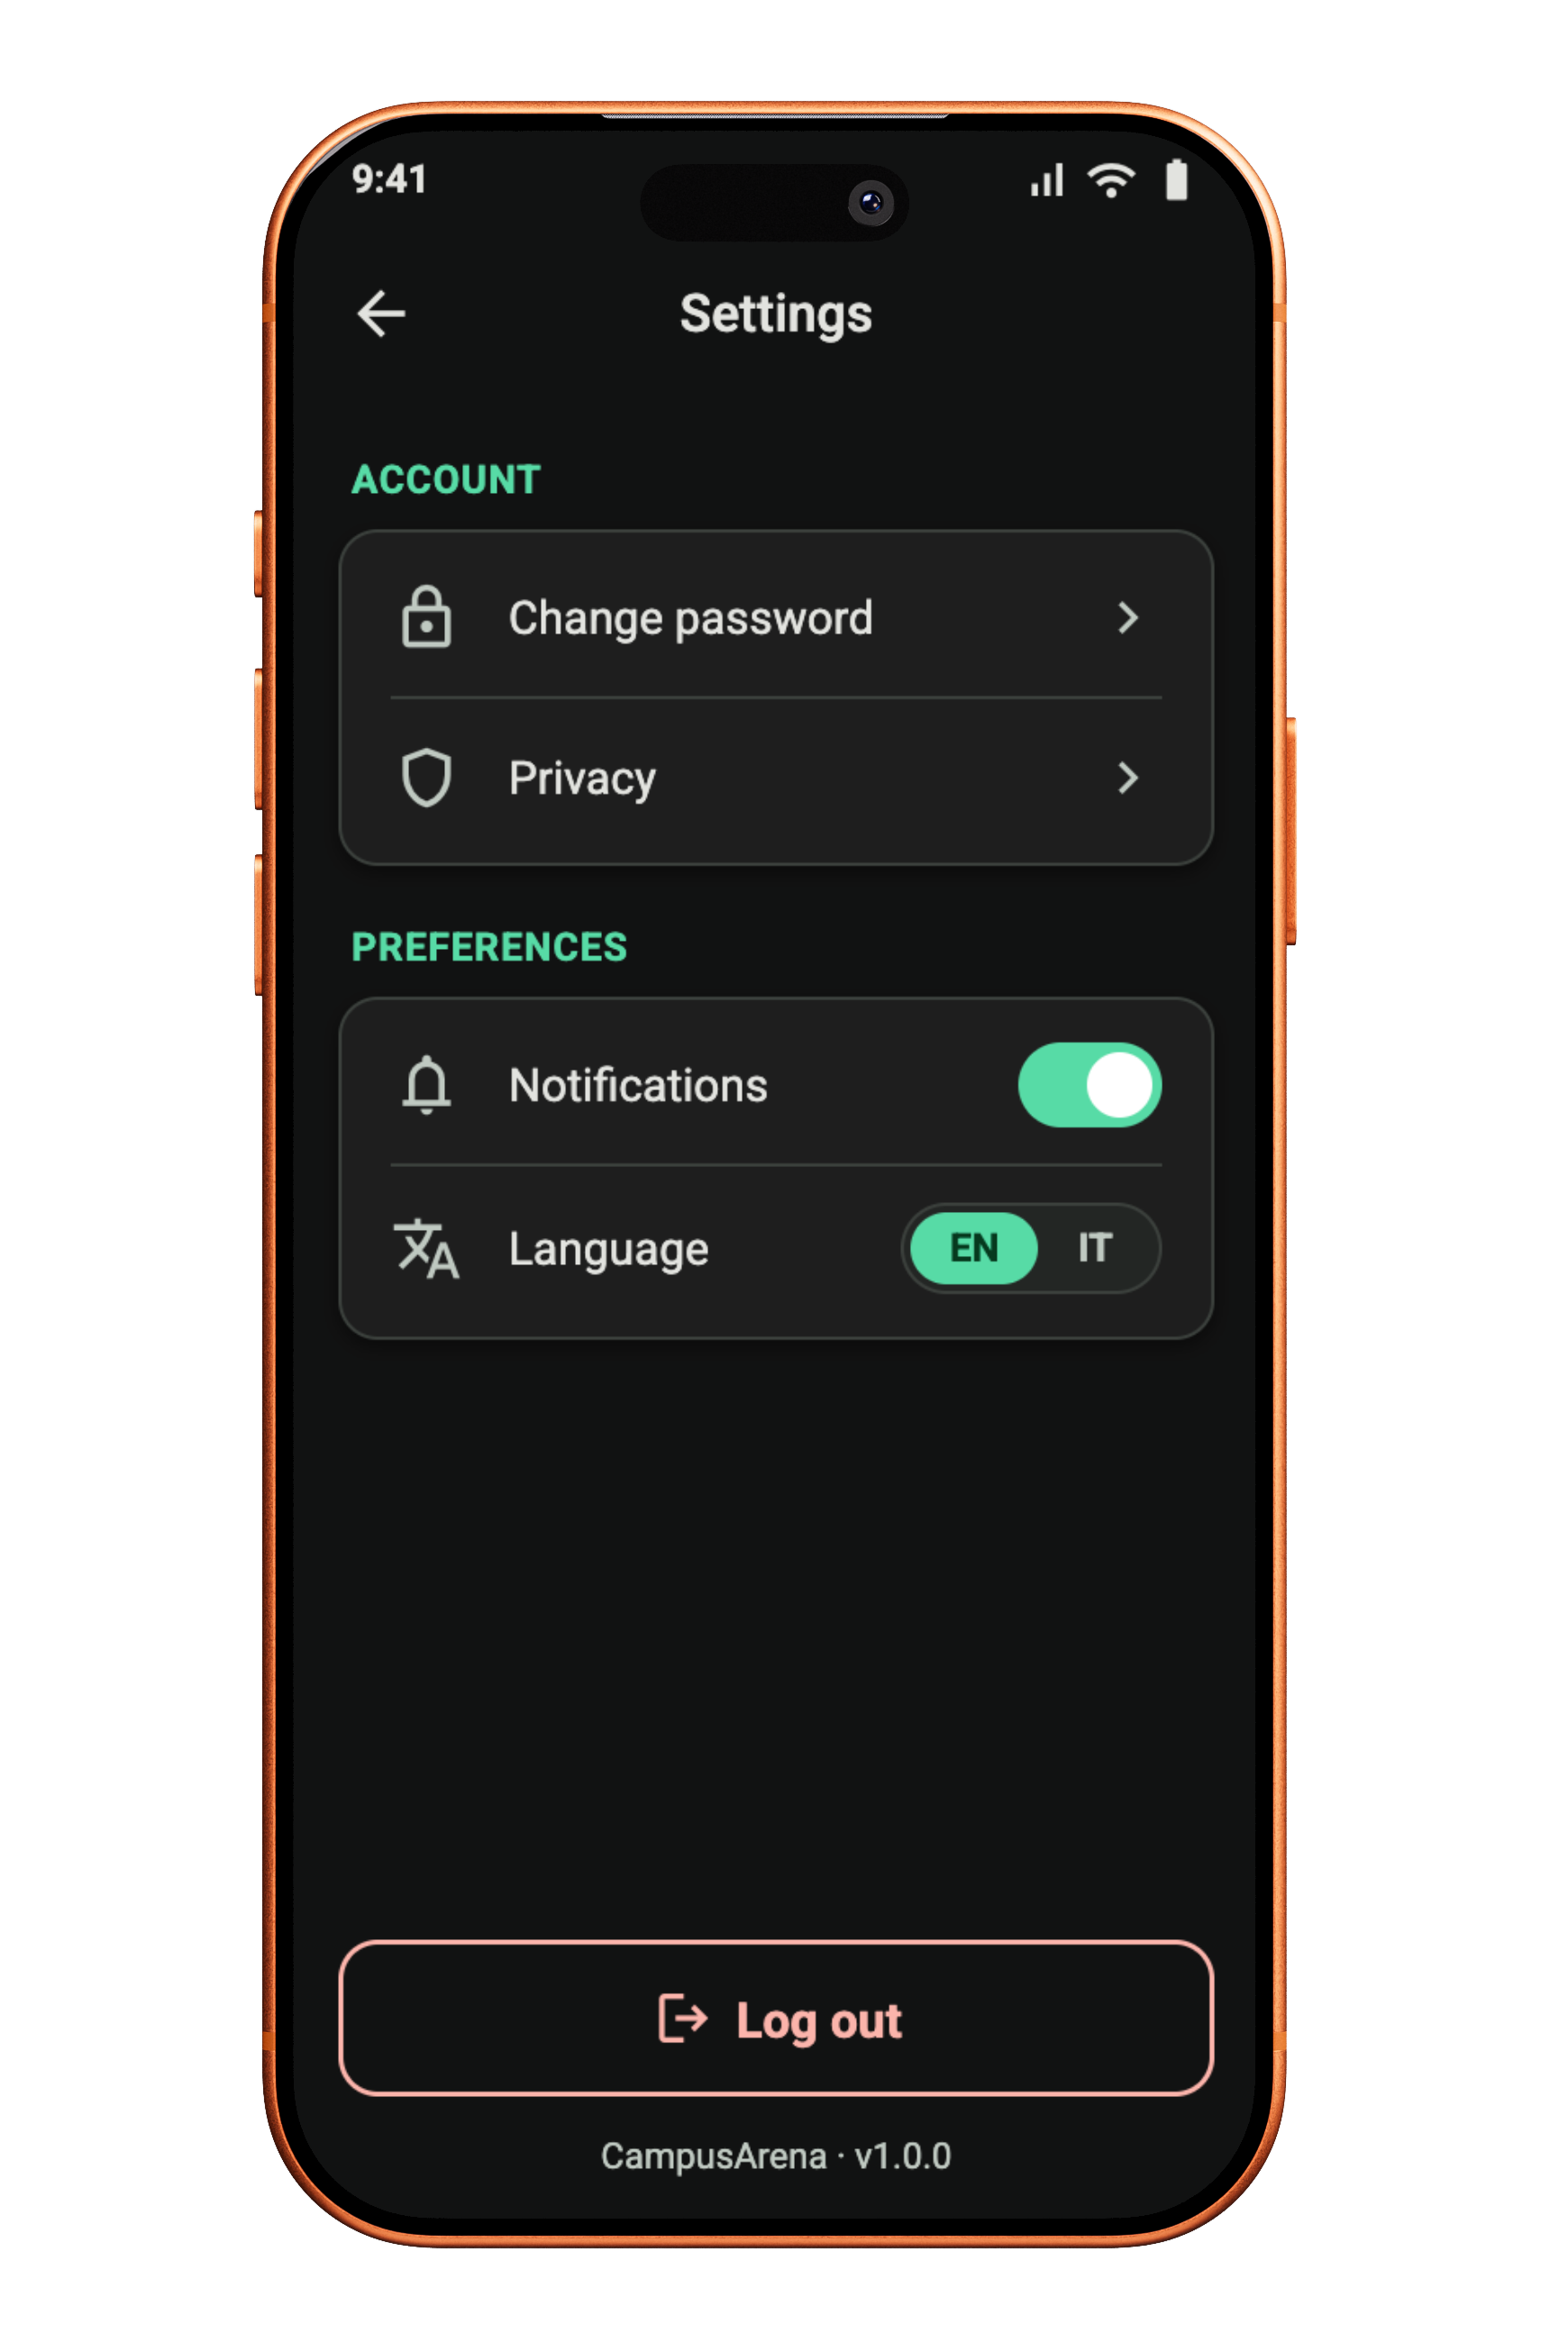 9:41
Settings
ACCOUNT
Change password
Privacy
PREFERENCES
Notifications
Language EN IT
Log out
CampusArena · v1.0.0